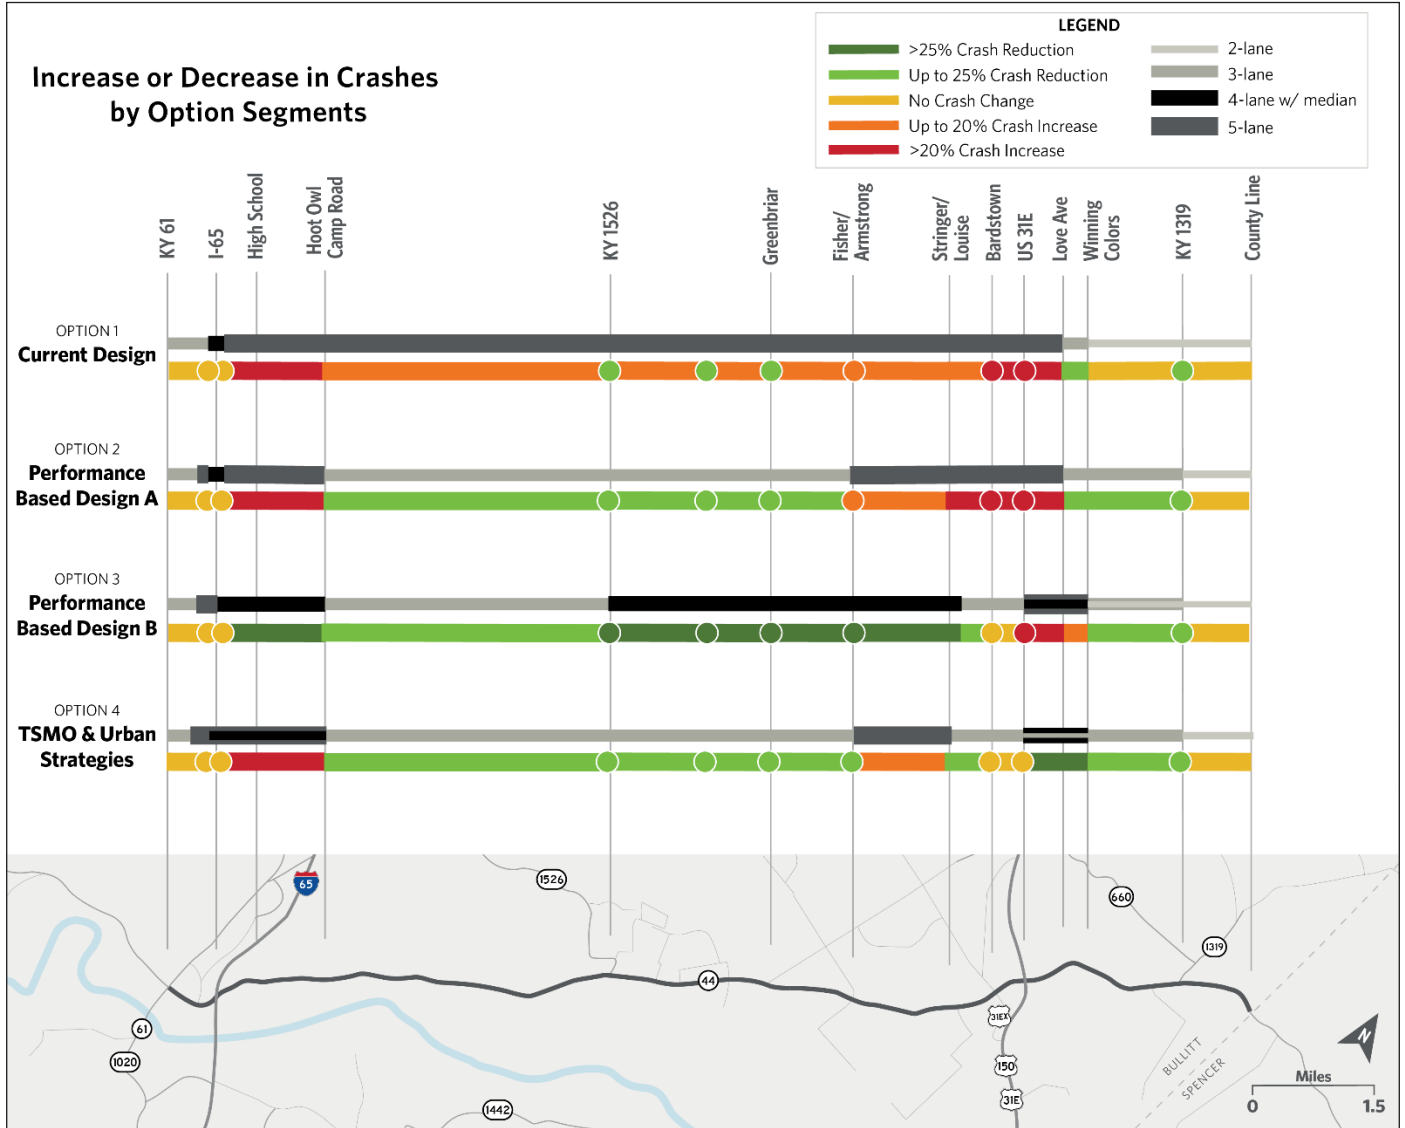 Increase or Decrease in Crashes
by Option Segments
LEGEND
>25% Crash Reduction
Up to 25% Crash Reduction
No Crash Change
Up to 20% Crash Increase
>20% Crash Increase
2-lane
3-lane
4-lane w/ median
5-lane
KY 61
I-65
High School
Hoot Owl
Camp Road
KY 1526
Greenbriar
Fisher/
Armstrong
Stringer/
Louise
Bardstown
US 31E
Love Ave
Winning
Colors
KY 1319
County Line
OPTION 1
Current Design
OPTION 2
Performance
Based Design A
OPTION 3
Performance
Based Design B
OPTION 4
TSMO & Urban
Strategies
65
1526
660
1319
44
61
1020
31EX
150
31E
1442
BULLITT
SPENCER
N
Miles
0 1.5